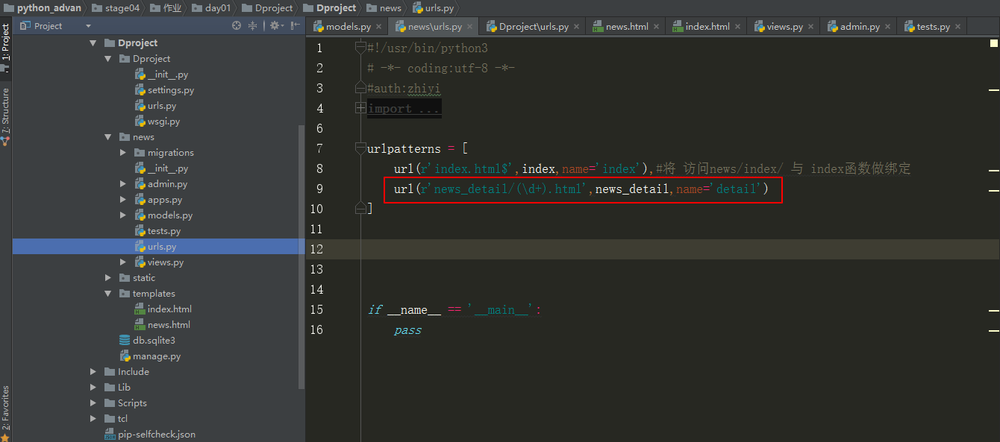 python_advan stage04 作业 day01 Dproject Dproject news urls.py
Project
models.py news\urls.py Dproject\urls.py news.html index.html views.py admin.py tests.py
1: Project
7: Structure
2: Favorites
Dproject
Dproject
__init__.py
settings.py
urls.py
wsgi.py
news
migrations
__init__.py
admin.py
apps.py
models.py
tests.py
urls.py
views.py
static
templates
index.html
news.html
db.sqlite3
manage.py
Include
Lib
Scripts
tcl
pip-selfcheck.json
1 #!/usr/bin/python3
2 # -*- coding:utf-8 -*-
3 #auth:zhiyi
4 import ...
6
7 urlpatterns = [
8 url(r'index.html$',index,name='index'),#将 访问news/index/ 与 index函数做绑定
9 url(r'news_detail/(\d+).html',news_detail,name='detail')
10 ]
11
12
13
14
15 if __name__ == '__main__':
16 pass